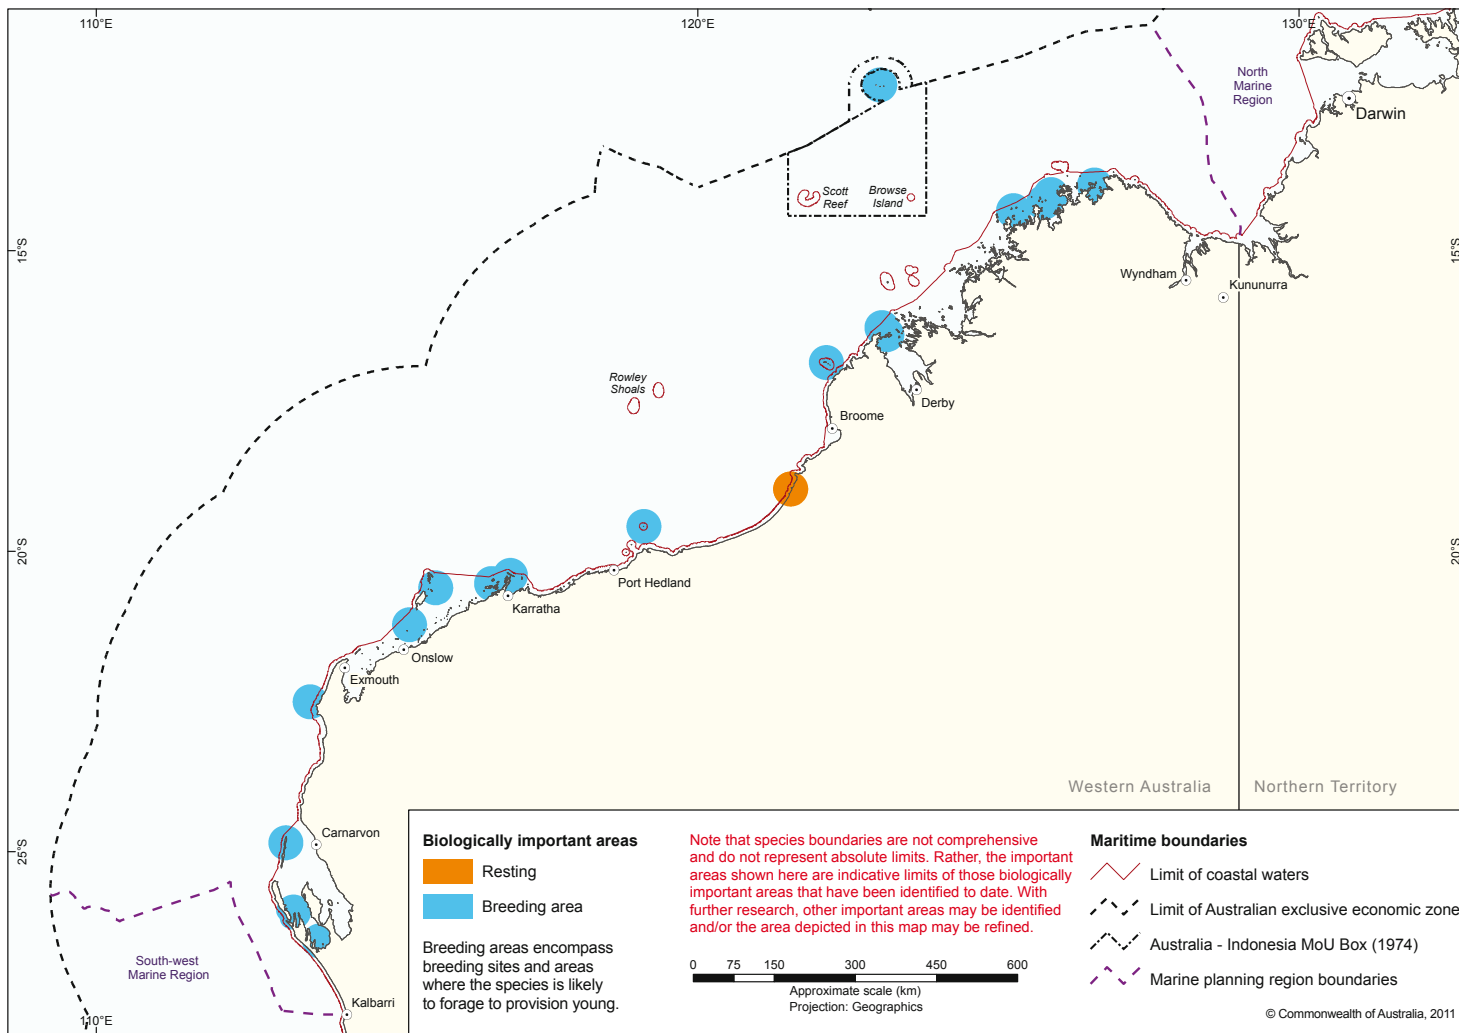 110°E
120°E
130°E
North
Marine
Region
Darwin
Scott
Reef
Browse
Island
15°S
15°S
Wyndham
Kununurra
Rowley
Shoals
Derby
Broome
20°S
20°S
Port Hedland
Karratha
Onslow
Exmouth
Western Australia
Northern Territory
Carnarvon
25°S
South-west
Marine Region
Kalbarri
110°E
Biologically important areas
Resting
Breeding area
Breeding areas encompass
breeding sites and areas
where the species is likely
to forage to provision young.
Note that species boundaries are not comprehensive
and do not represent absolute limits. Rather, the important
areas shown here are indicative limits of those biologically
important areas that have been identified to date. With
further research, other important areas may be identified
and/or the area depicted in this map may be refined.
0 75 150 300 450 600
Approximate scale (km)
Projection: Geographics
Maritime boundaries
Limit of coastal waters
Limit of Australian exclusive economic zone
Australia - Indonesia MoU Box (1974)
Marine planning region boundaries
© Commonwealth of Australia, 2011